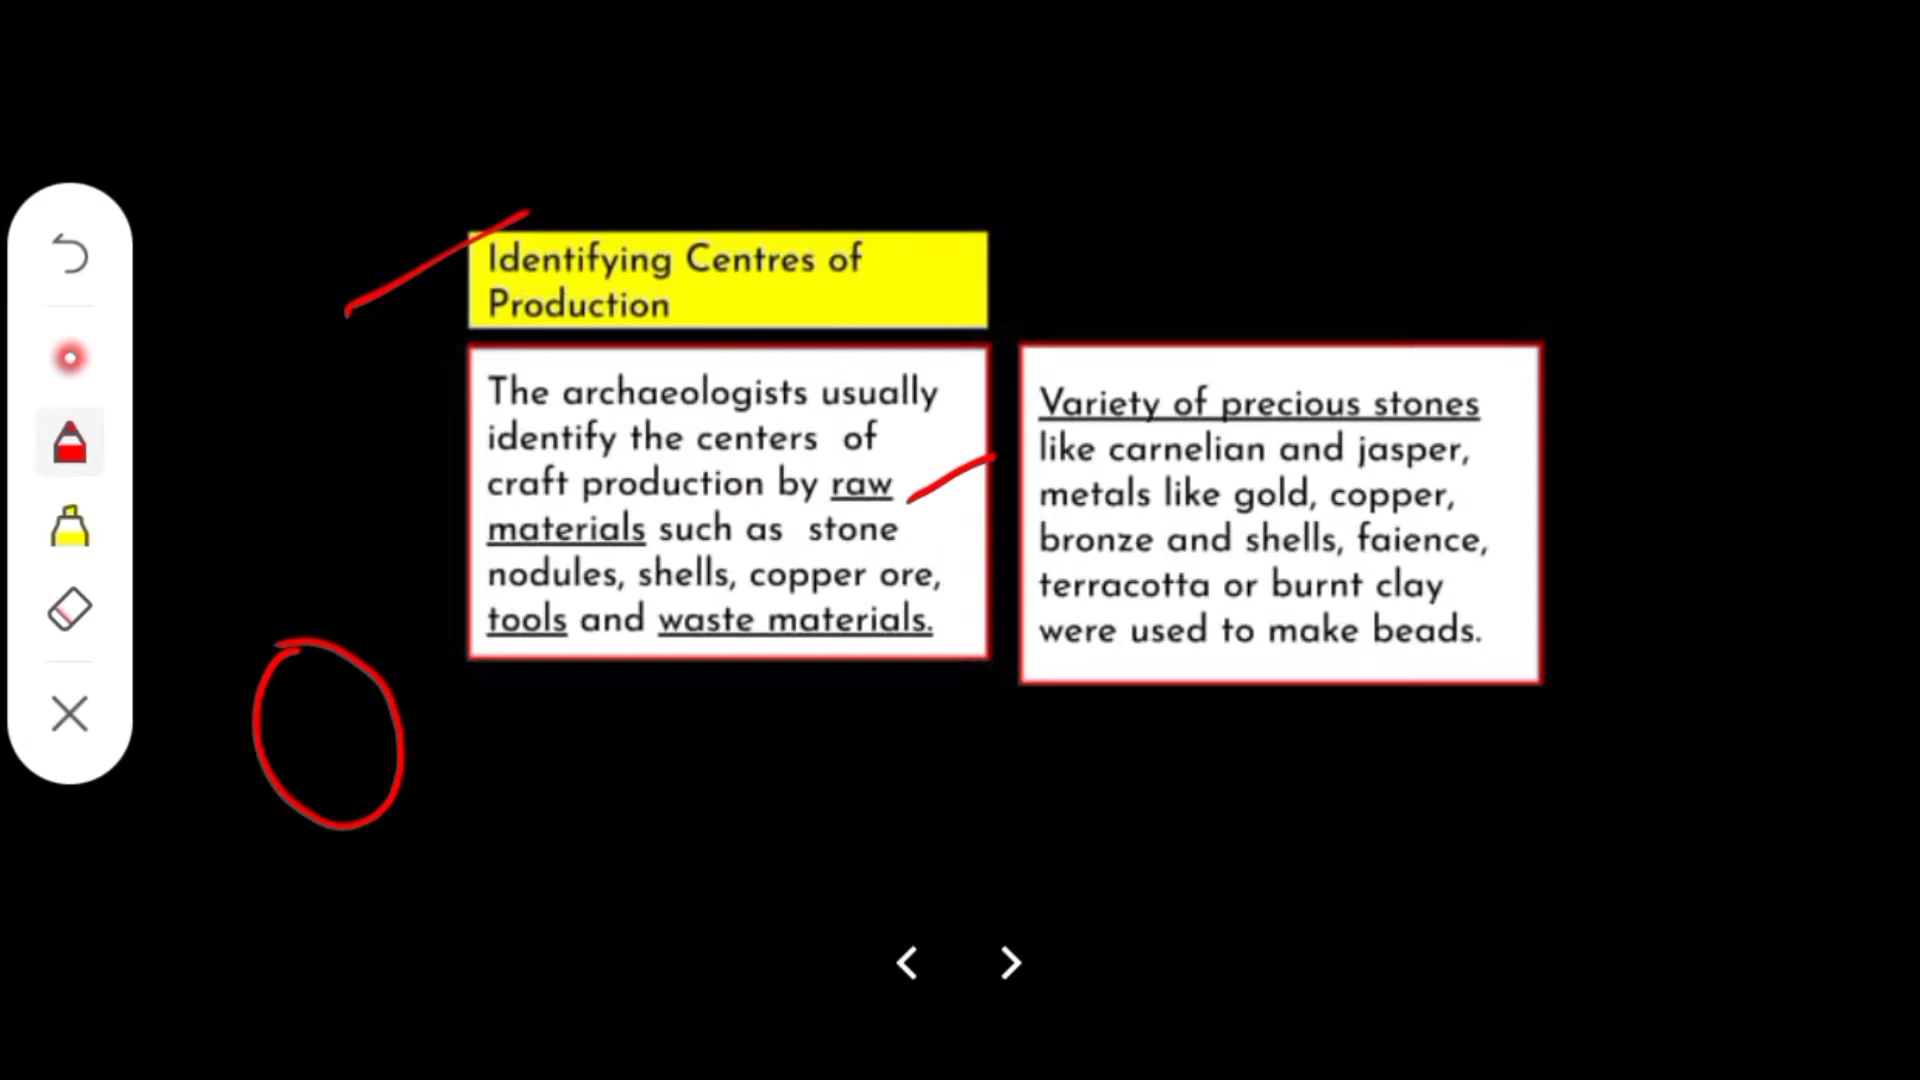 Identifying Centres of
Production
The archaeologists usually
identify the centers of
craft production by raw
materials such as stone
nodules, shells, copper ore,
tools and waste materials.
Variety of precious stones
like carnelian and jasper,
metals like gold, copper,
bronze and shells, faience,
terracotta or burnt clay
were used to make beads.